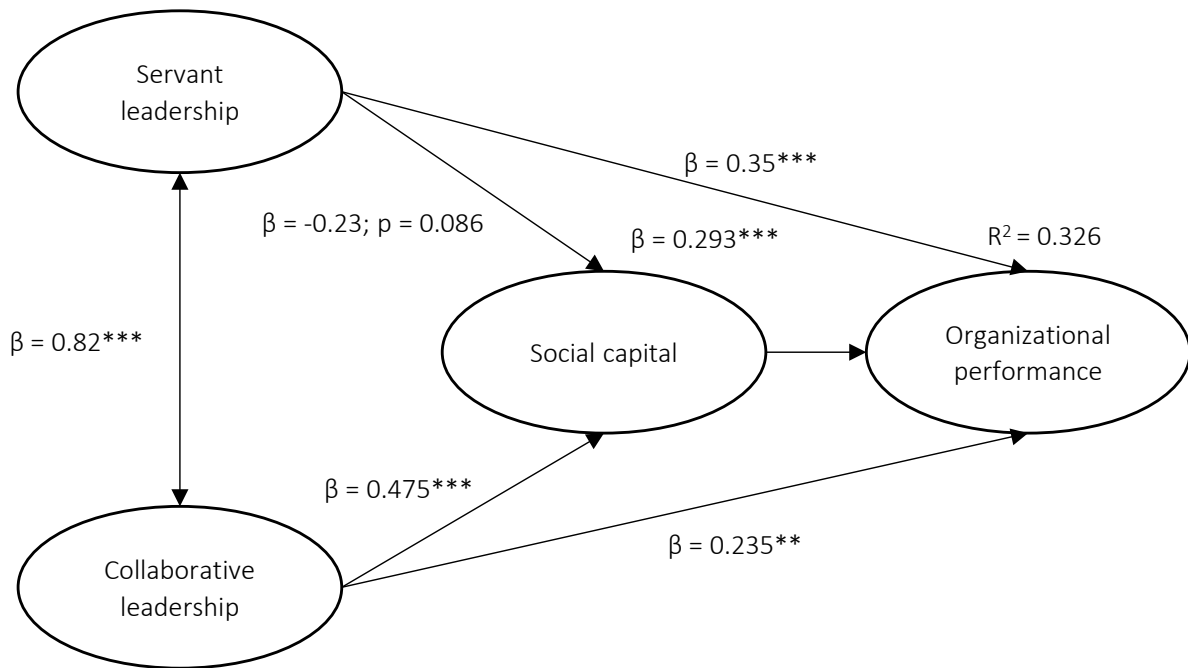 Servant
leadership
β = 0.35***
β = -0.23; p = 0.086
β = 0.293***
R² = 0.326
β = 0.82***
Social capital
Organizational
performance
β = 0.475***
β = 0.235**
Collaborative
leadership